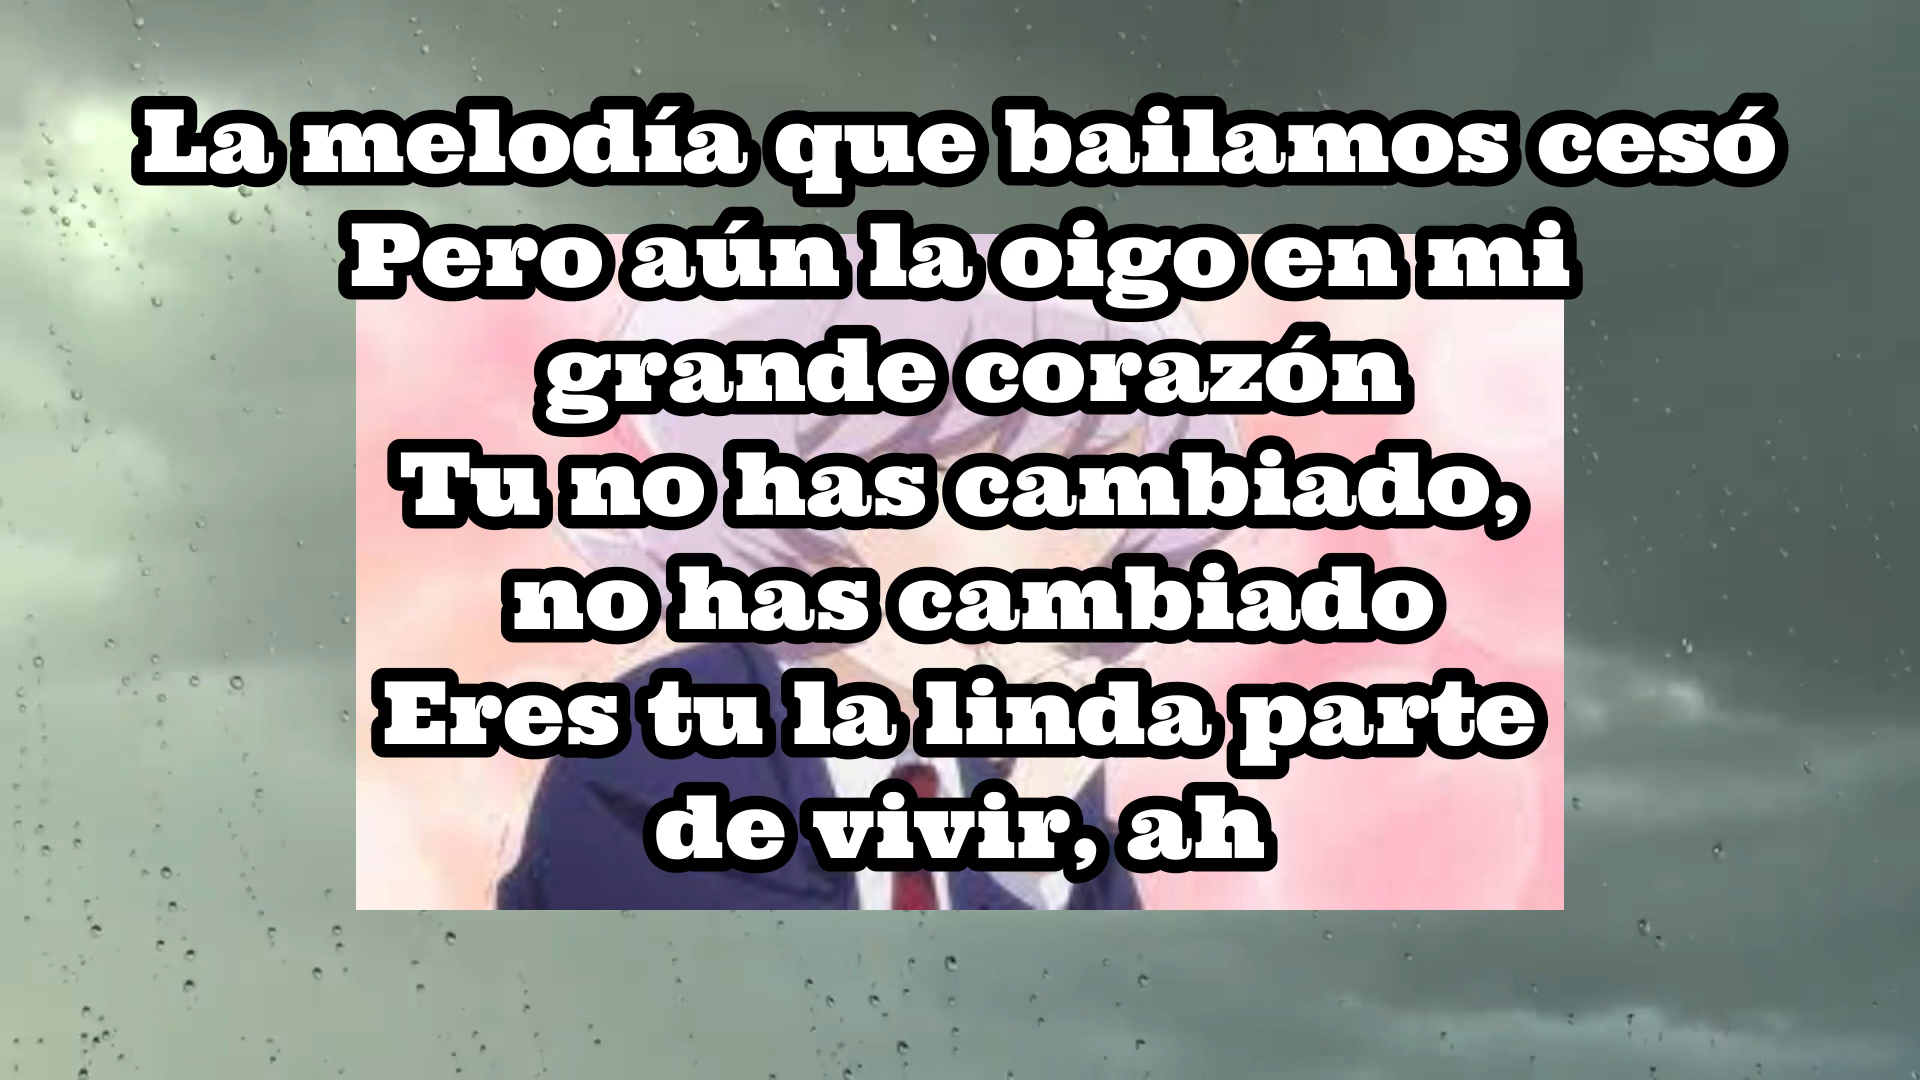 La melodía que bailamos cesó
Pero aún la oigo en mi
grande corazón
Tu no has cambiado,
no has cambiado
Eres tu la linda parte
de vivir, ah